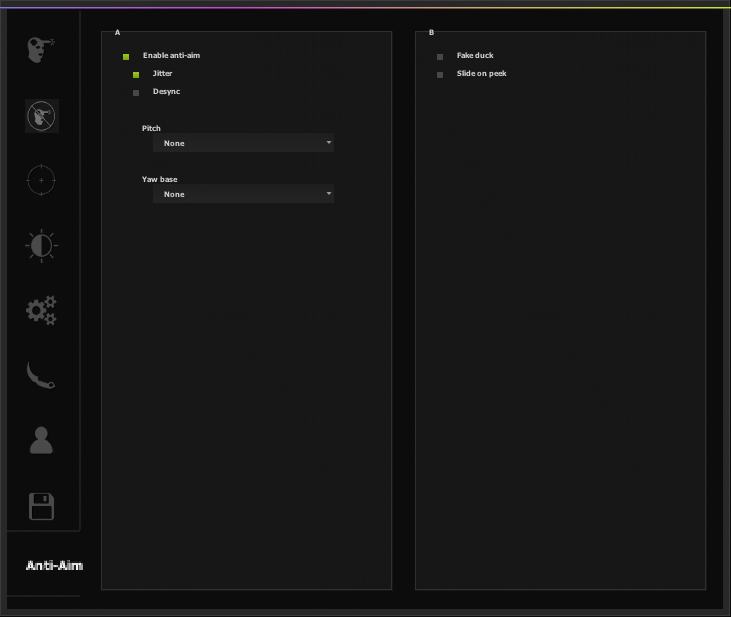 A
Enable anti-aim
Jitter
Desync
Pitch
None
Yaw base
None
B
Fake duck
Slide on peek
Anti-Aim